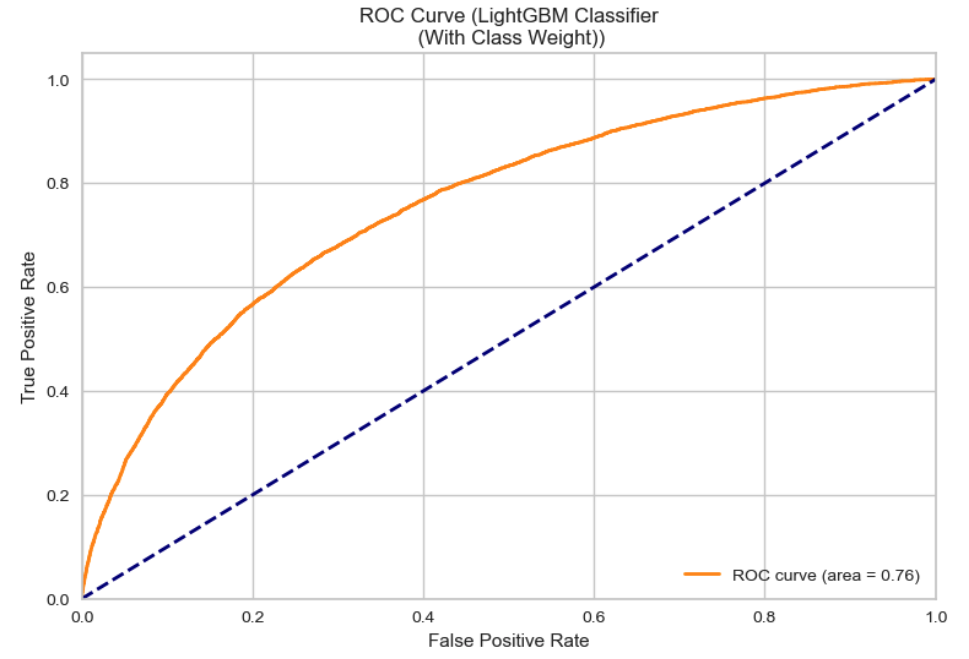 ROC Curve (LightGBM Classifier
(With Class Weight))
1.0
0.8
0.6
0.4
0.2
0.0
True Positive Rate
ROC curve (area = 0.76)
0.0 0.2 0.4 0.6 0.8 1.0
False Positive Rate